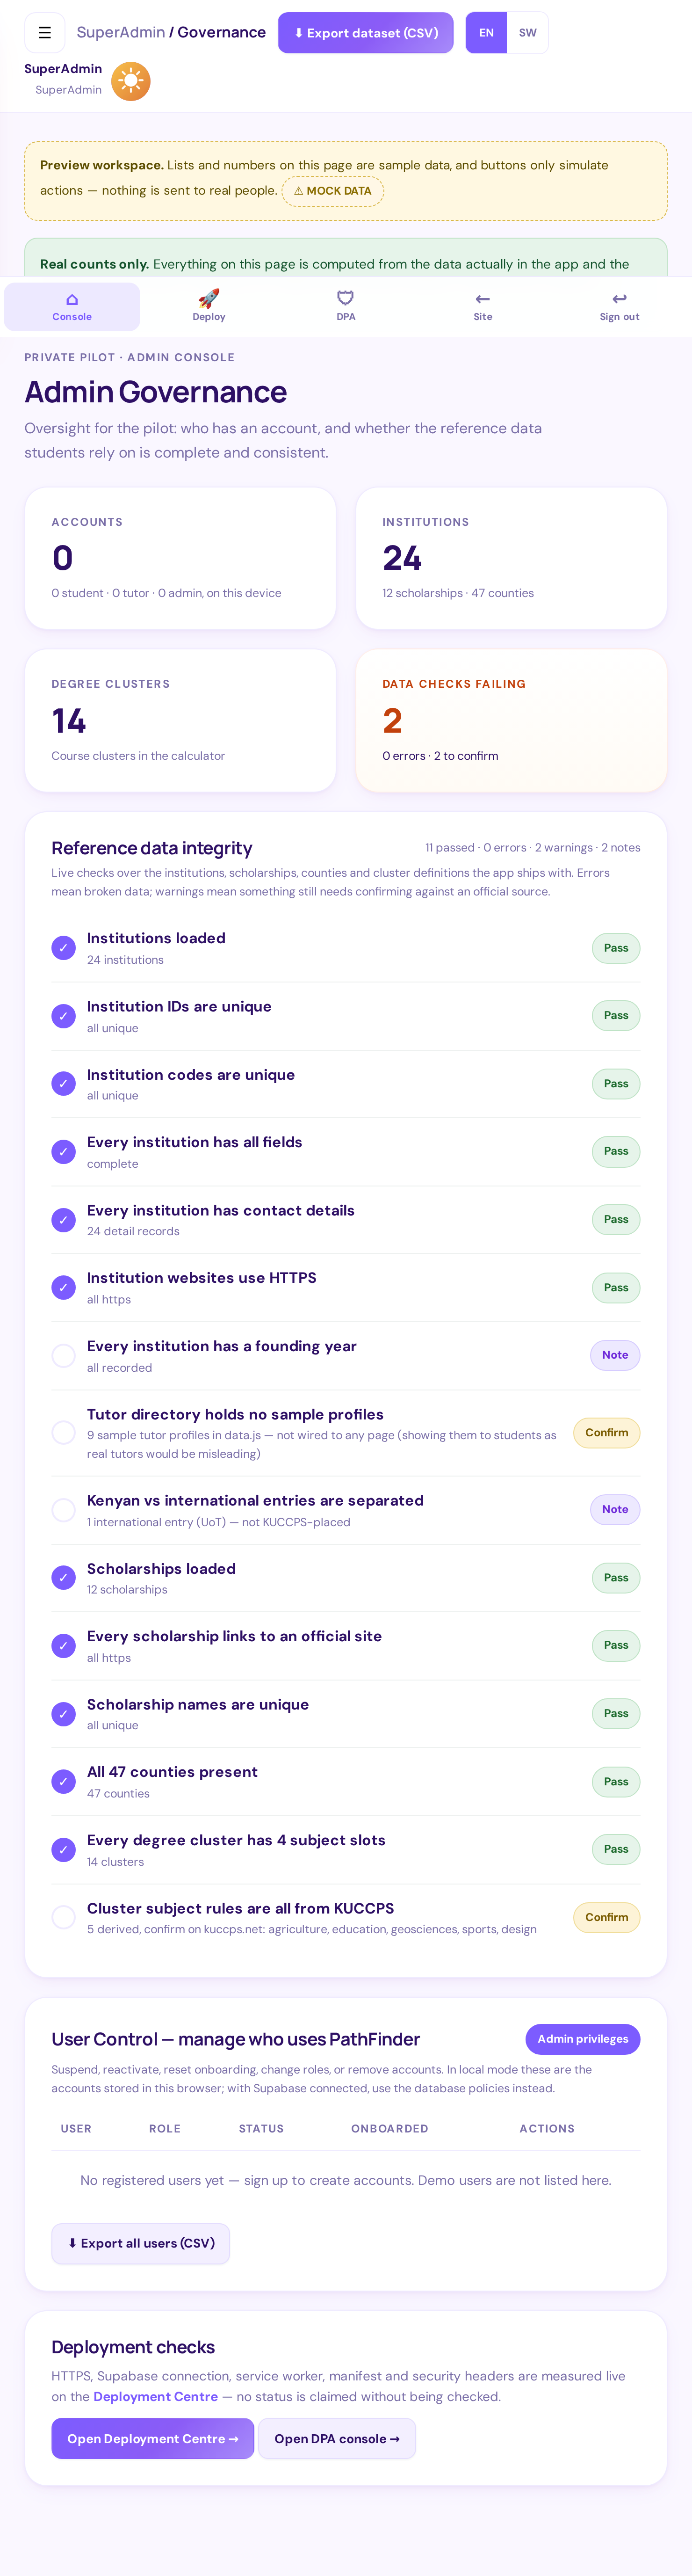 ☰ SuperAdmin / Governance ⬇ Export dataset (CSV) EN SW
SuperAdmin
SuperAdmin
Preview workspace. Lists and numbers on this page are sample data, and buttons only simulate
actions — nothing is sent to real people. ⚠ MOCK DATA
Real counts only. Everything on this page is computed from the data actually in the app and the
Console Deploy DPA Site Sign out
PRIVATE PILOT · ADMIN CONSOLE
Admin Governance
Oversight for the pilot: who has an account, and whether the reference data
students rely on is complete and consistent.
ACCOUNTS
0
0 student · 0 tutor · 0 admin, on this device
INSTITUTIONS
24
12 scholarships · 47 counties
DEGREE CLUSTERS
14
Course clusters in the calculator
DATA CHECKS FAILING
2
0 errors · 2 to confirm
Reference data integrity 11 passed · 0 errors · 2 warnings · 2 notes
Live checks over the institutions, scholarships, counties and cluster definitions the app ships with. Errors
mean broken data; warnings mean something still needs confirming against an official source.
✓ Institutions loaded Pass
24 institutions
✓ Institution IDs are unique Pass
all unique
✓ Institution codes are unique Pass
all unique
✓ Every institution has all fields Pass
complete
✓ Every institution has contact details Pass
24 detail records
✓ Institution websites use HTTPS Pass
all https
Every institution has a founding year Note
all recorded
Tutor directory holds no sample profiles Confirm
9 sample tutor profiles in data.js — not wired to any page (showing them to students as
real tutors would be misleading)
Kenyan vs international entries are separated Note
1 international entry (UoT) — not KUCCPS-placed
✓ Scholarships loaded Pass
12 scholarships
✓ Every scholarship links to an official site Pass
all https
✓ Scholarship names are unique Pass
all unique
✓ All 47 counties present Pass
47 counties
✓ Every degree cluster has 4 subject slots Pass
14 clusters
Cluster subject rules are all from KUCCPS Confirm
5 derived, confirm on kuccps.net: agriculture, education, geosciences, sports, design
User Control — manage who uses PathFinder Admin privileges
Suspend, reactivate, reset onboarding, change roles, or remove accounts. In local mode these are the
accounts stored in this browser; with Supabase connected, use the database policies instead.
USER ROLE STATUS ONBOARDED ACTIONS
No registered users yet — sign up to create accounts. Demo users are not listed here.
⬇ Export all users (CSV)
Deployment checks
HTTPS, Supabase connection, service worker, manifest and security headers are measured live
on the Deployment Centre — no status is claimed without being checked.
Open Deployment Centre → Open DPA console →